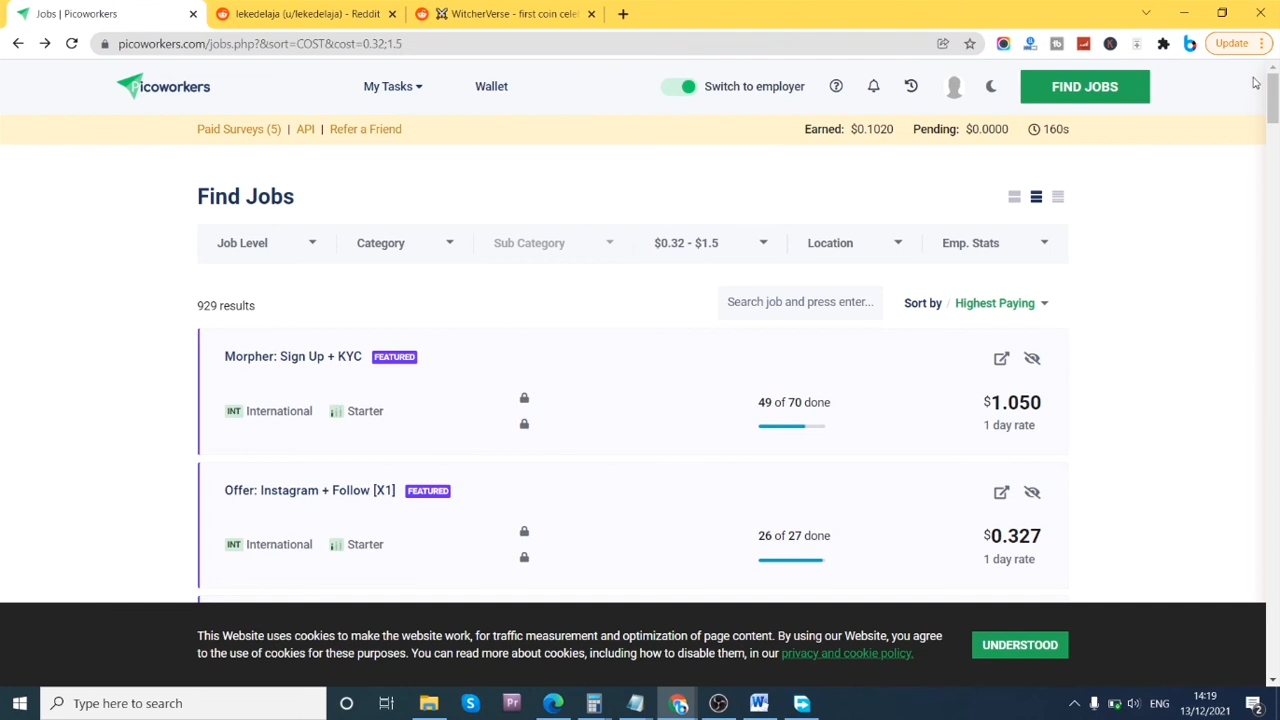 Jobs | Picoworkers
lekedelaja (u/lekedelaja) - Reddit
WitcherVerse - first coin cele
picoworkers.com/jobs.php?&sort=COST&cost=0.32;1.5
Update
Picoworkers
My Tasks
Wallet
Switch to employer
FIND JOBS
Paid Surveys (5) | API | Refer a Friend
Earned: $0.1020
Pending: $0.0000
160s
Find Jobs
Job Level
Category
Sub Category
$0.32 - $1.5
Location
Emp. Stats
929 results
Search job and press enter...
Sort by / Highest Paying
Morpher: Sign Up + KYC FEATURED
INT International
Starter
49 of 70 done
$1.050
1 day rate
Offer: Instagram + Follow [X1] FEATURED
INT International
Starter
26 of 27 done
$0.327
1 day rate
This Website uses cookies to make the website work, for traffic measurement and optimization of page content. By using our Website, you agree
to the use of cookies for these purposes. You can read more about cookies, including how to disable them, in our privacy and cookie policy.
UNDERSTOOD
Type here to search
ENG
14:19
13/12/2021
2